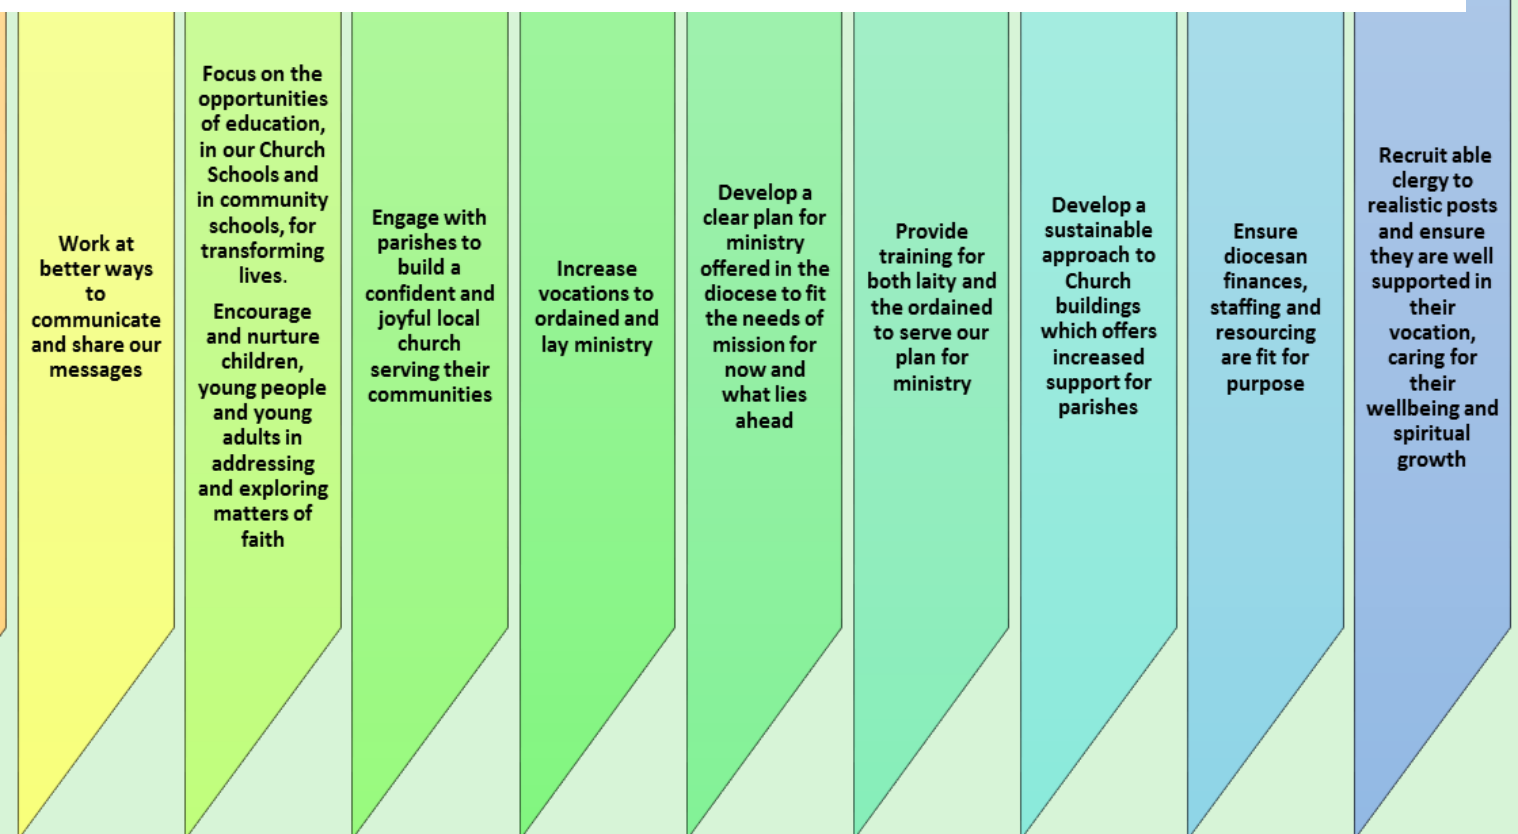 Work at
better ways
to
communicate
and share our
messages
Focus on the
opportunities
of education,
in our Church
Schools and
in community
schools, for
transforming
lives.
Encourage
and nurture
children,
young people
and young
adults in
addressing
and exploring
matters of
faith
Engage with
parishes to
build a
confident and
joyful local
church
serving their
communities
Increase
vocations to
ordained and
lay ministry
Develop a
clear plan for
ministry
offered in the
diocese to fit
the needs of
mission for
now and
what lies
ahead
Provide
training for
both laity and
the ordained
to serve our
plan for
ministry
Develop a
sustainable
approach to
Church
buildings
which offers
increased
support for
parishes
Ensure
diocesan
finances,
staffing and
resourcing
are fit for
purpose
Recruit able
clergy to
realistic posts
and ensure
they are well
supported in
their
vocation,
caring for
their
wellbeing and
spiritual
growth